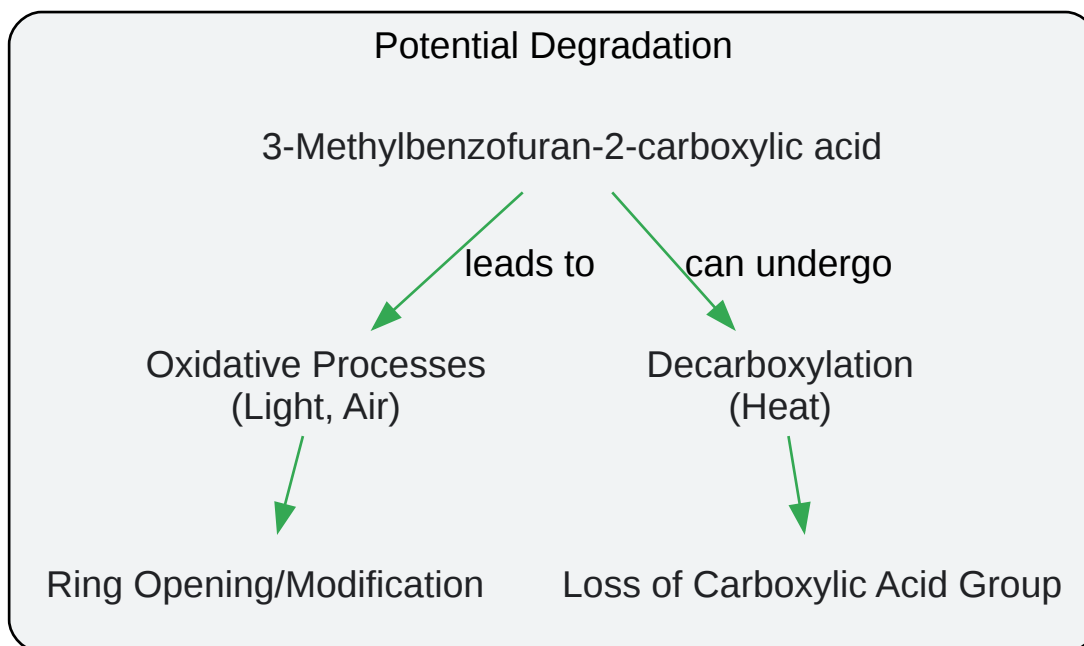 Potential Degradation
3-Methylbenzofuran-2-carboxylic acid
leads to
can undergo
Oxidative Processes
(Light, Air)
Decarboxylation
(Heat)
Ring Opening/Modification
Loss of Carboxylic Acid Group